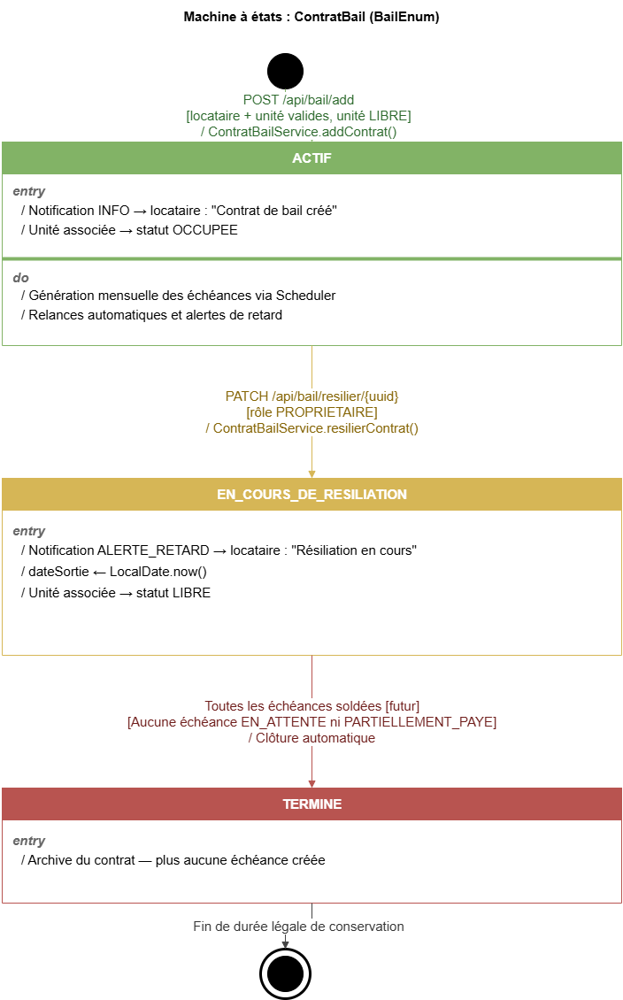 Machine à états : ContratBail (BailEnum)
POST /api/bail/add
[locataire + unité valides, unité LIBRE]
/ ContratBailService.addContrat()
ACTIF
entry
/ Notification INFO → locataire : "Contrat de bail créé"
/ Unité associée → statut OCCUPEE
do
/ Génération mensuelle des échéances via Scheduler
/ Relances automatiques et alertes de retard
PATCH /api/bail/resilier/{uuid}
[rôle PROPRIETAIRE]
/ ContratBailService.resilierContrat()
EN_COURS_DE_RESILIATION
entry
/ Notification ALERTE_RETARD → locataire : "Résiliation en cours"
/ dateSortie ← LocalDate.now()
/ Unité associée → statut LIBRE
Toutes les échéances soldées [futur]
[Aucune échéance EN_ATTENTE ni PARTIELLEMENT_PAYE]
/ Clôture automatique
TERMINE
entry
/ Archive du contrat — plus aucune échéance créée
Fin de durée légale de conservation